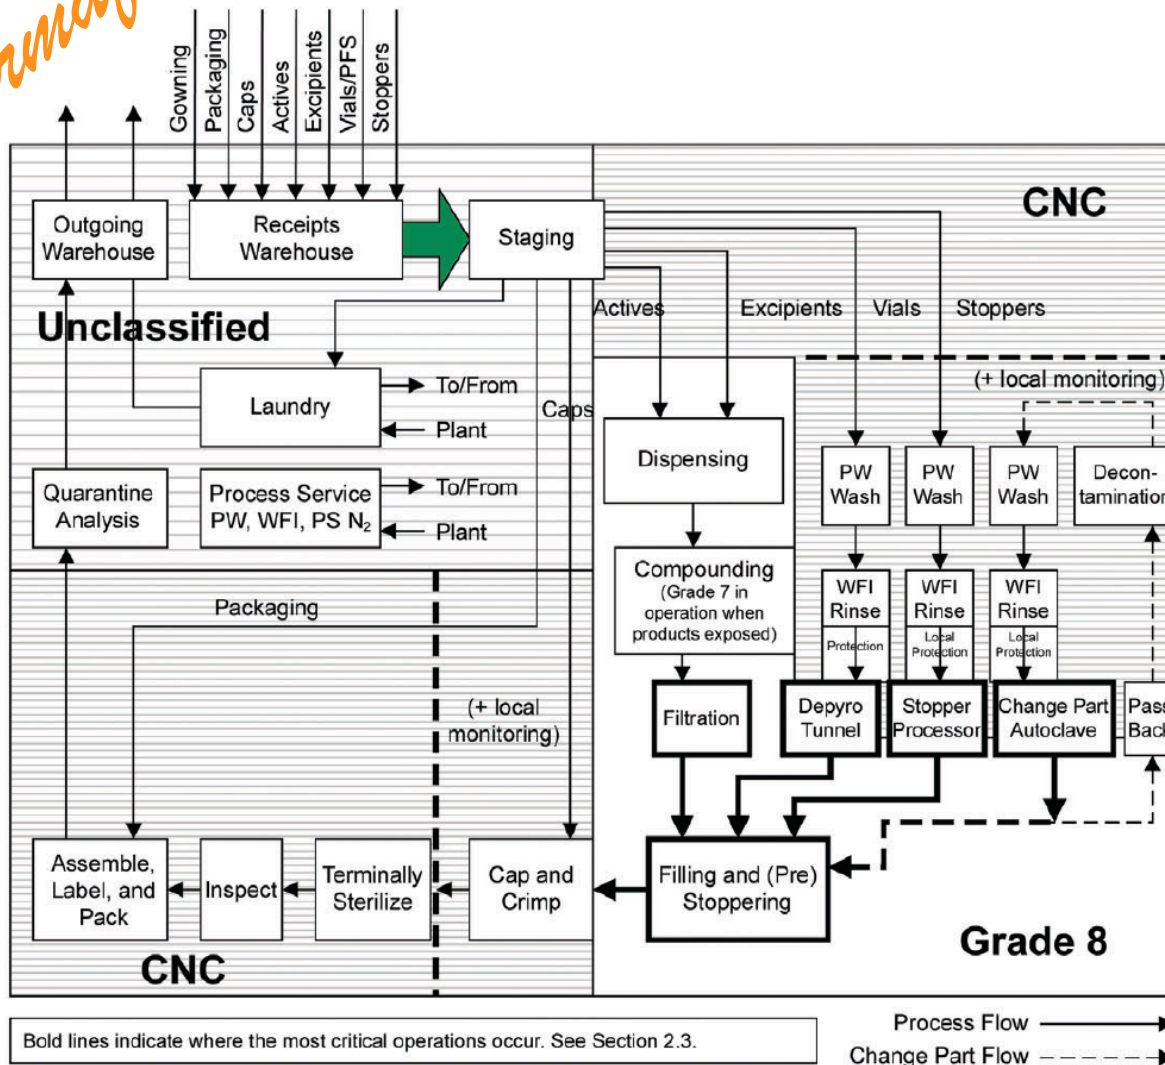 Gowning
Packaging
Caps
Actives
Excipients
Vials/PFS
Stoppers
CNC
Outgoing
Warehouse
Receipts
Warehouse
Staging
Unclassified
Actives
Excipients
Vials
Stoppers
(+ local monitoring)
Laundry
To/From
Plant
Caps
Dispensing
PW
Wash
PW
Wash
PW
Wash
Decon-
tamination
Quarantine
Analysis
Process Service
PW, WFI, PS N₂
To/From
Plant
Compounding
(Grade 7 in
operation when
products exposed)
WFI
Rinse
WFI
Rinse
WFI
Rinse
Protection
Local
Protection
Local
Protection
Packaging
(+ local
monitoring)
Filtration
Depyro
Tunnel
Stopper
Processor
Change Part
Autoclave
Pass
Back
Assemble,
Label, and
Pack
Inspect
Terminally
Sterilize
Cap and
Crimp
Filling and (Pre)
Stoppering
Grade 8
CNC
Bold lines indicate where the most critical operations occur. See Section 2.3.
Process Flow
Change Part Flow